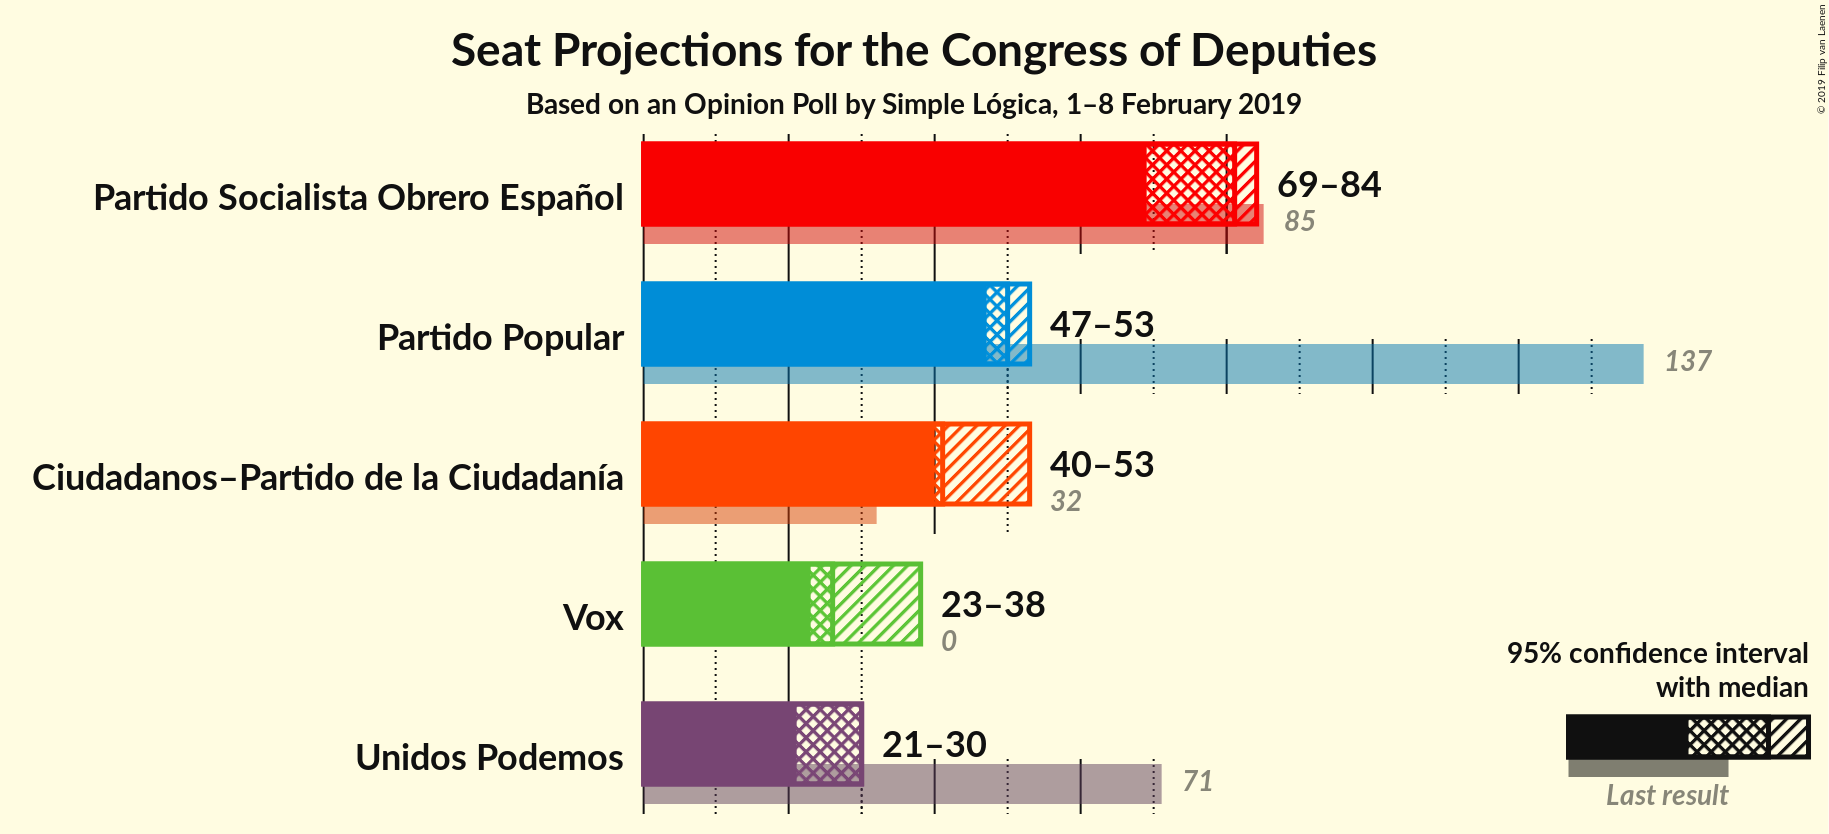 Seat Projections for the Congress of Deputies
Based on an Opinion Poll by Simple Lógica, 1–8 February 2019
© 2019 Filip van Laenen
Partido Socialista Obrero Español
69–84
85
Partido Popular
47–53
137
Ciudadanos–Partido de la Ciudadanía
40–53
32
Vox
23–38
0
Unidos Podemos
21–30
71
95% confidence interval
with median
Last result